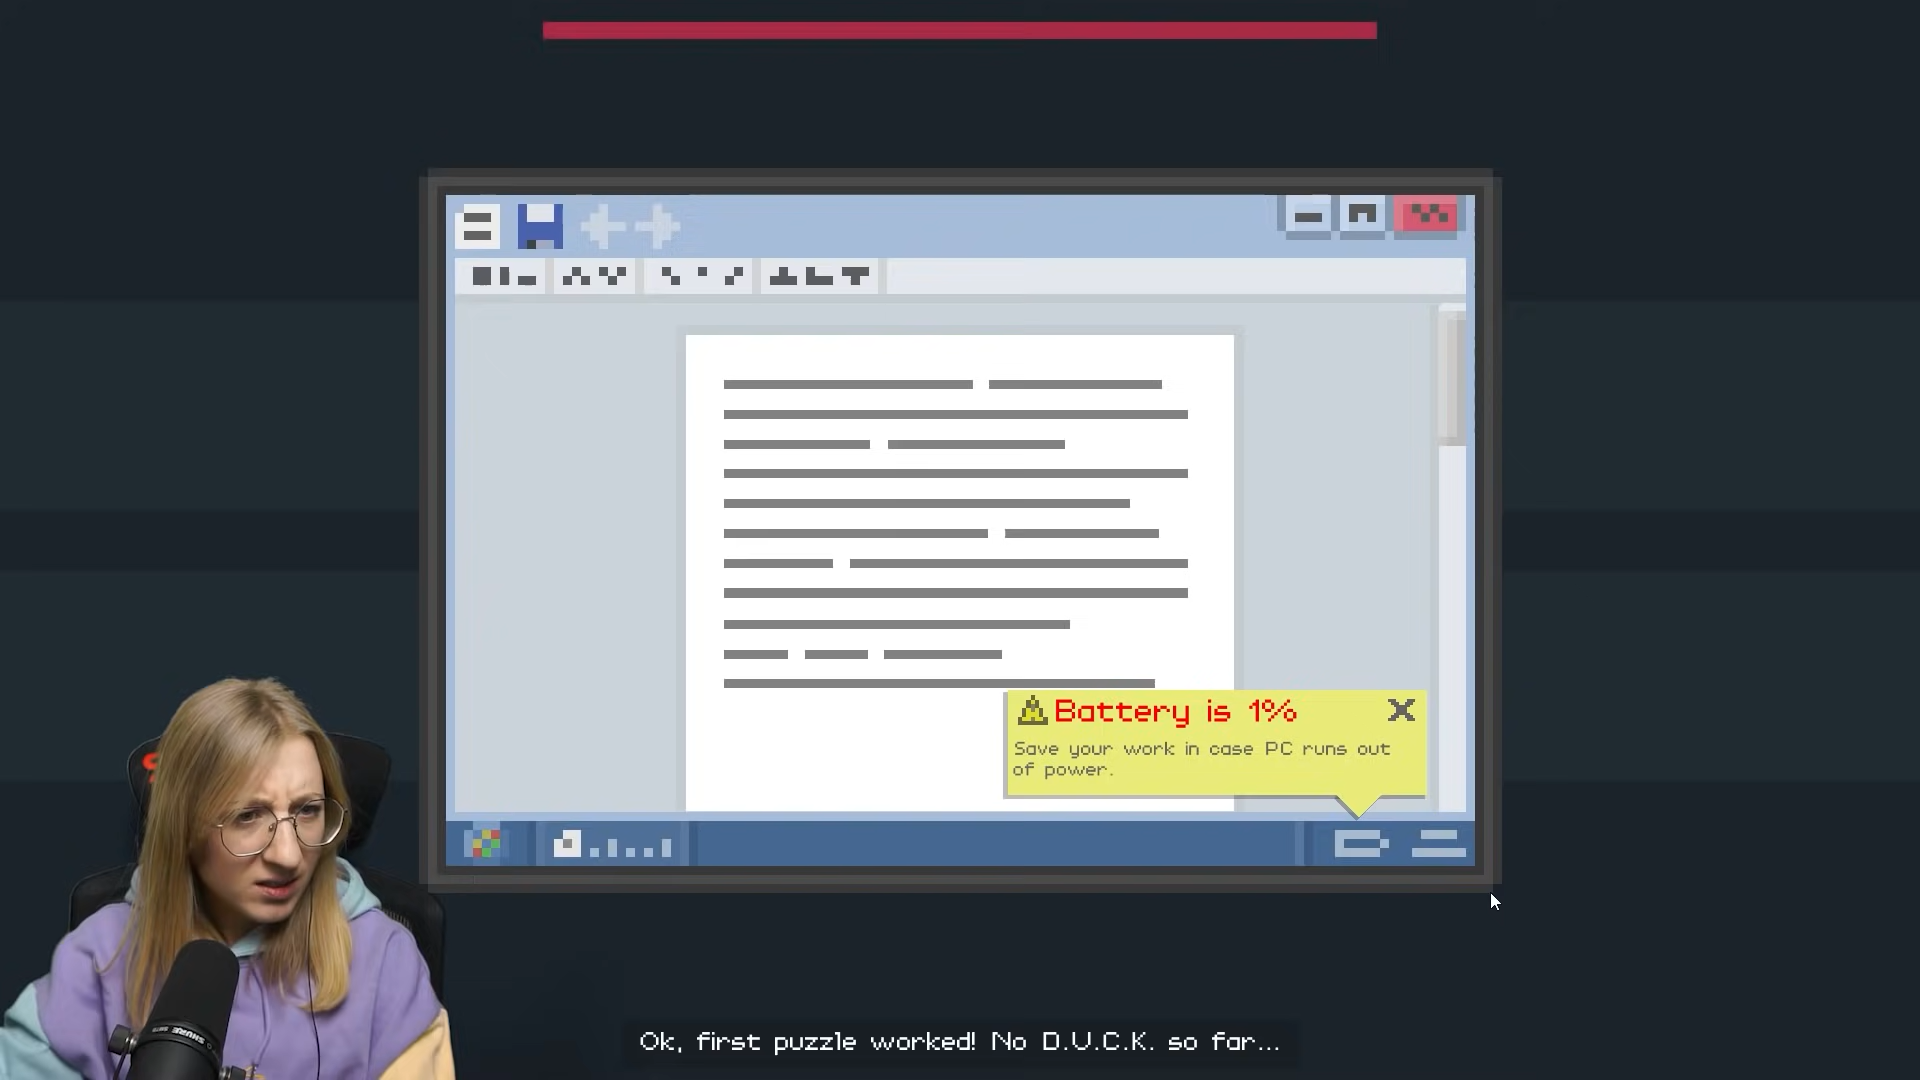 Battery is 1%
Save your work in case PC runs out
of power.
SHURE
Ok, first puzzle worked! No D.U.C.K. so far...